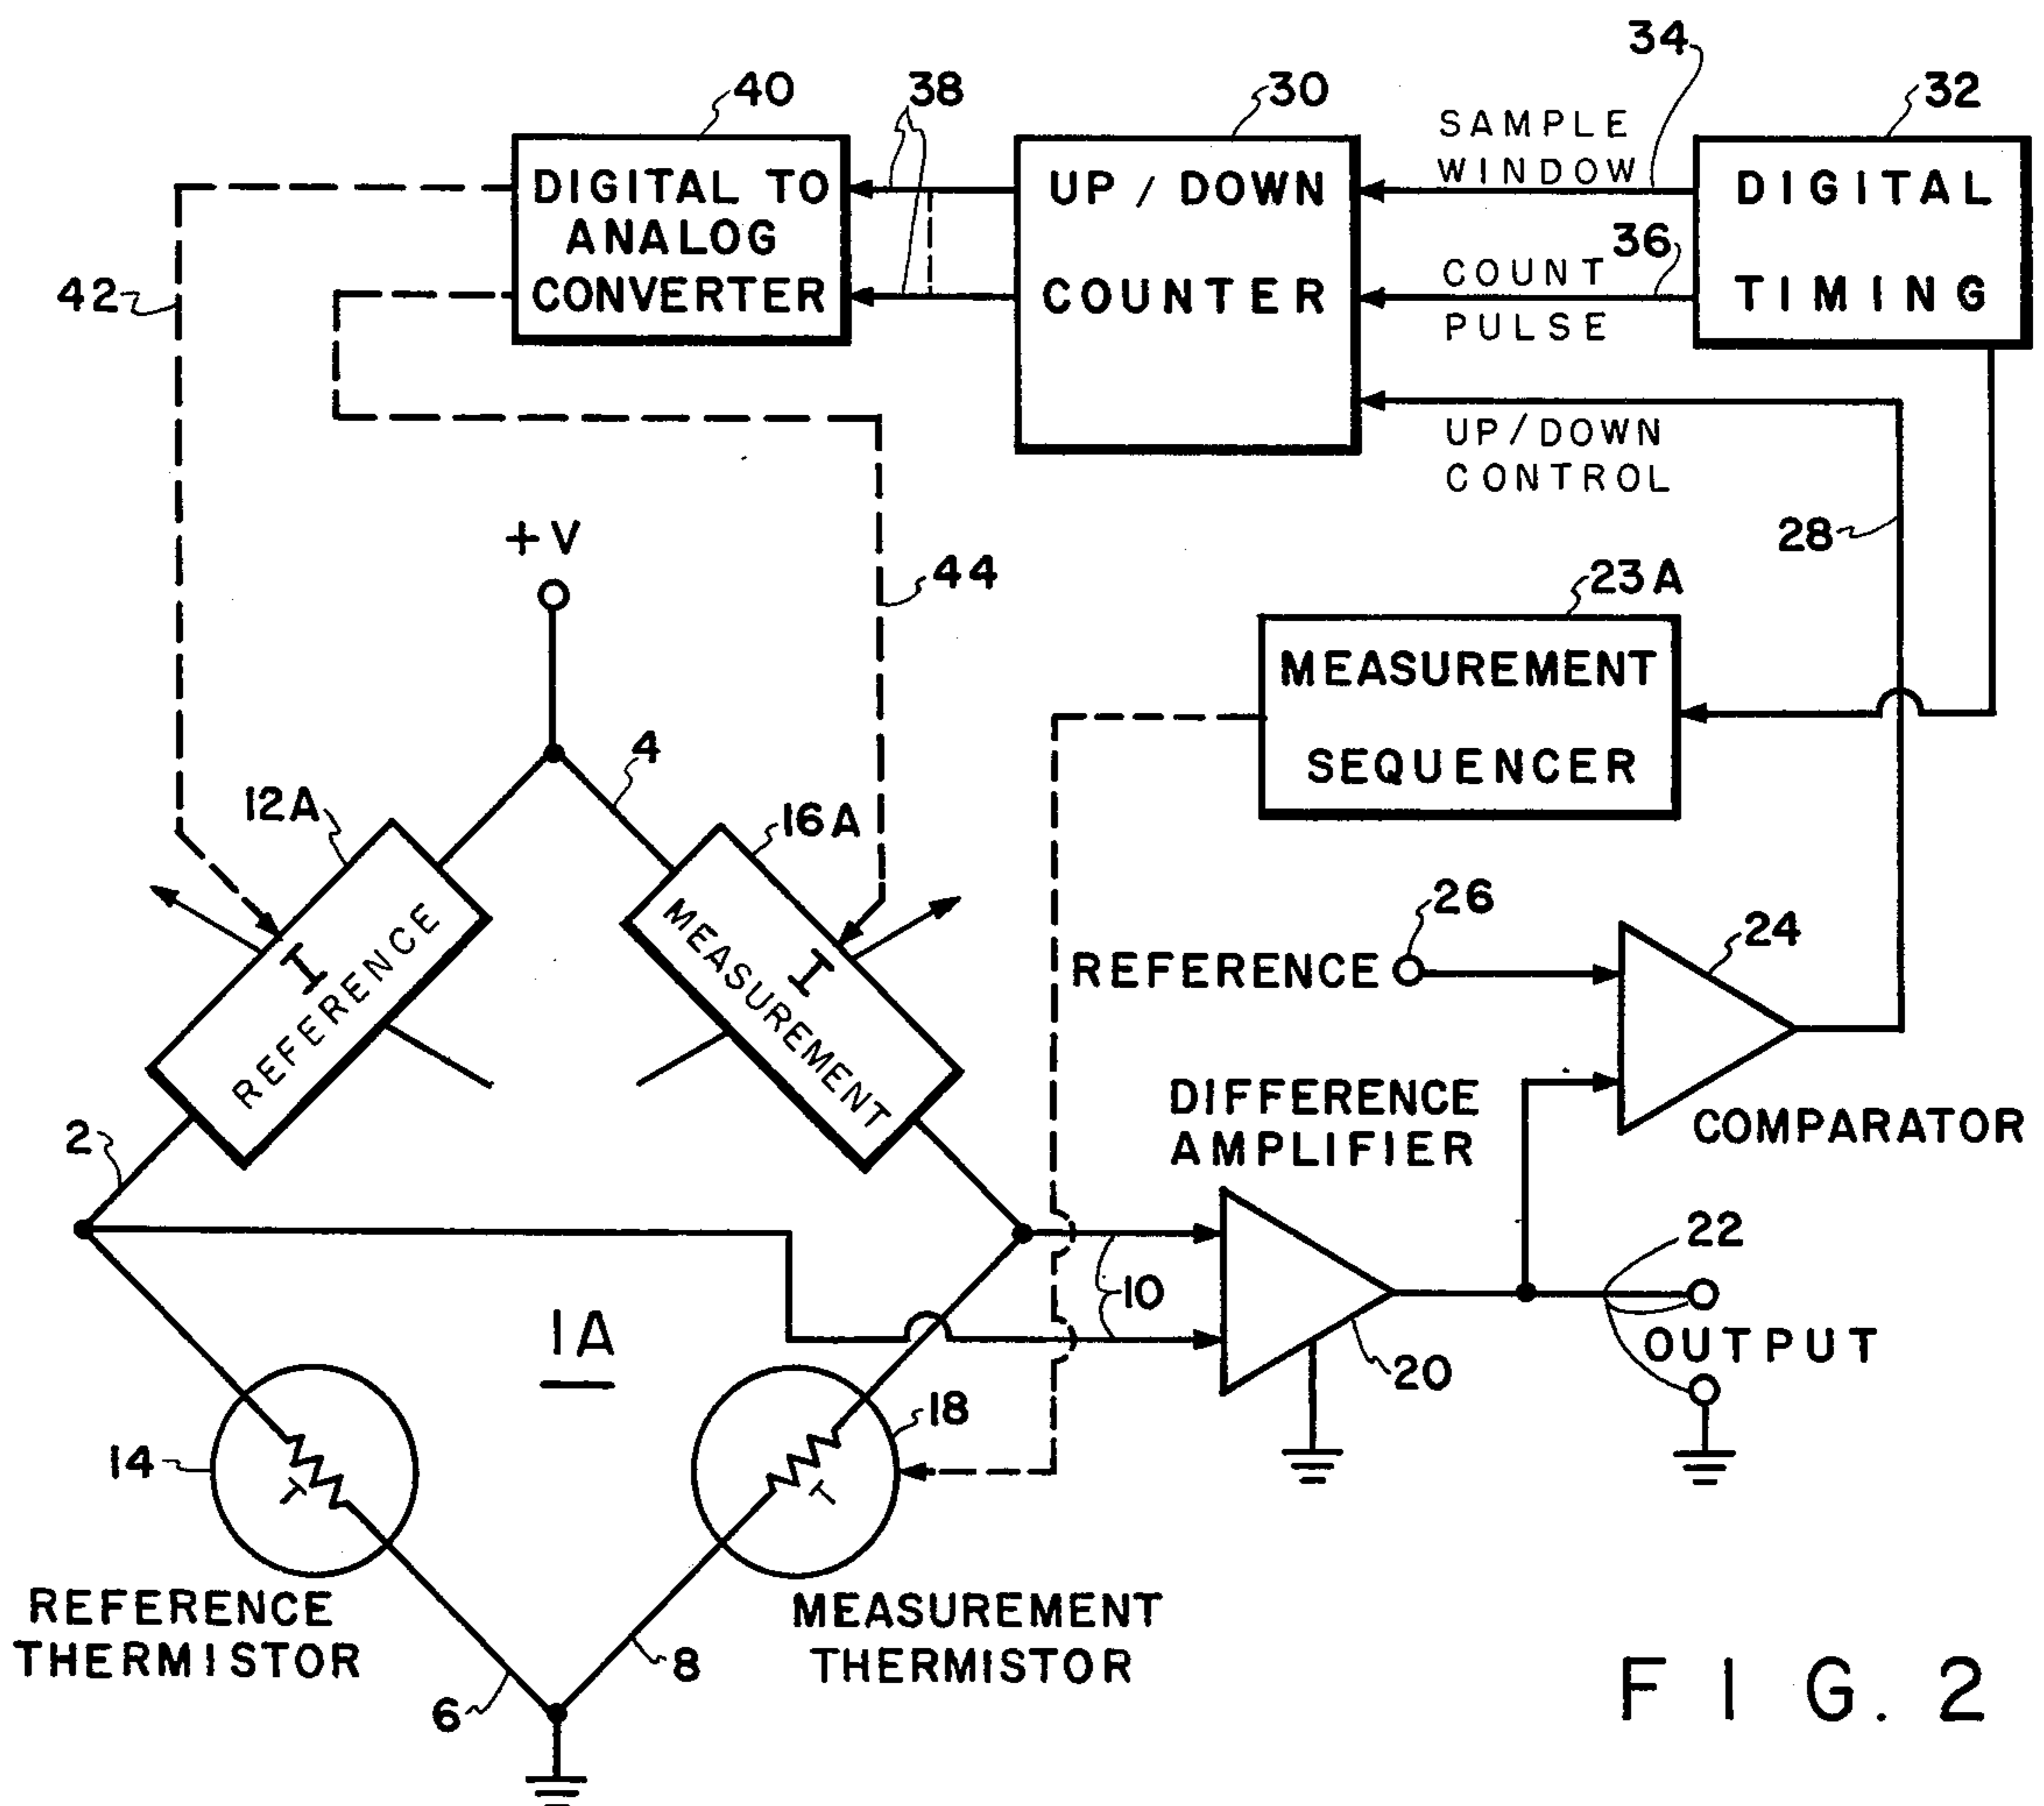 34
40
38
30
32
SAMPLE
WINDOW
DIGITAL TO
ANALOG
CONVERTER
UP / DOWN
COUNTER
DIGITAL
TIMING
36
COUNT
PULSE
42
UP/DOWN
CONTROL
28
+V
44
23A
MEASUREMENT
SEQUENCER
4
12A
16A
I
REFERENCE
I
MEASUREMENT
26
REFERENCE
24
COMPARATOR
2
DIFFERENCE
AMPLIFIER
10
22
OUTPUT
20
1A
14
T
18
T
REFERENCE
THERMISTOR
MEASUREMENT
THERMISTOR
6
8
FIG. 2